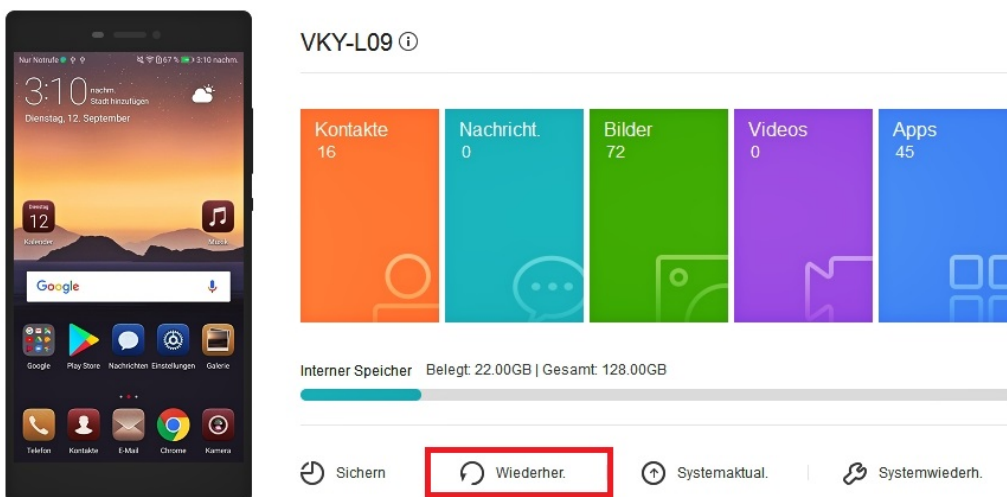 Nur Notrufe
67 % 3:10 nachm.
3:10 nachm.
Stadt hinzufügen
Dienstag, 12. September
Dienstag
12
Kalender
Musik
Google
Google
Play Store
Nachrichten
Einstellungen
Galerie
Telefon
Kontakte
E-Mail
Chrome
Kamera
VKY-L09
Kontakte
16
Nachricht.
0
Bilder
72
Videos
0
Apps
45
Interner Speicher Belegt: 22.00GB | Gesamt: 128.00GB
Sichern
Wiederher.
Systemaktual.
Systemwiederh.